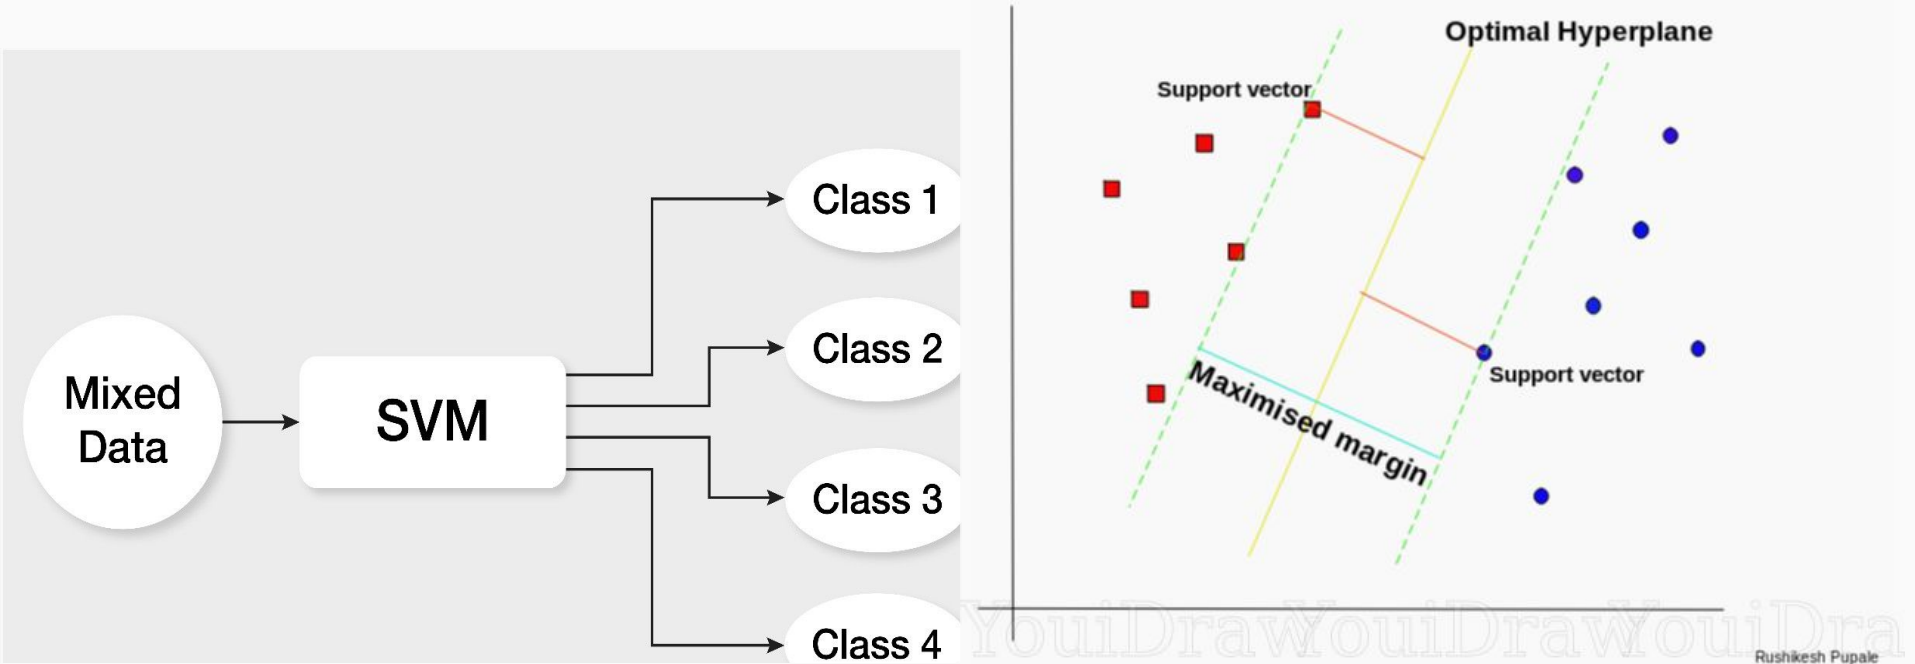 Mixed
Data
SVM
Class 1
Class 2
Class 3
Class 4
Optimal Hyperplane
Support vector
Support vector
Maximised margin
YouiDrawYouiDrawYouiDra
Rushikesh Pupale